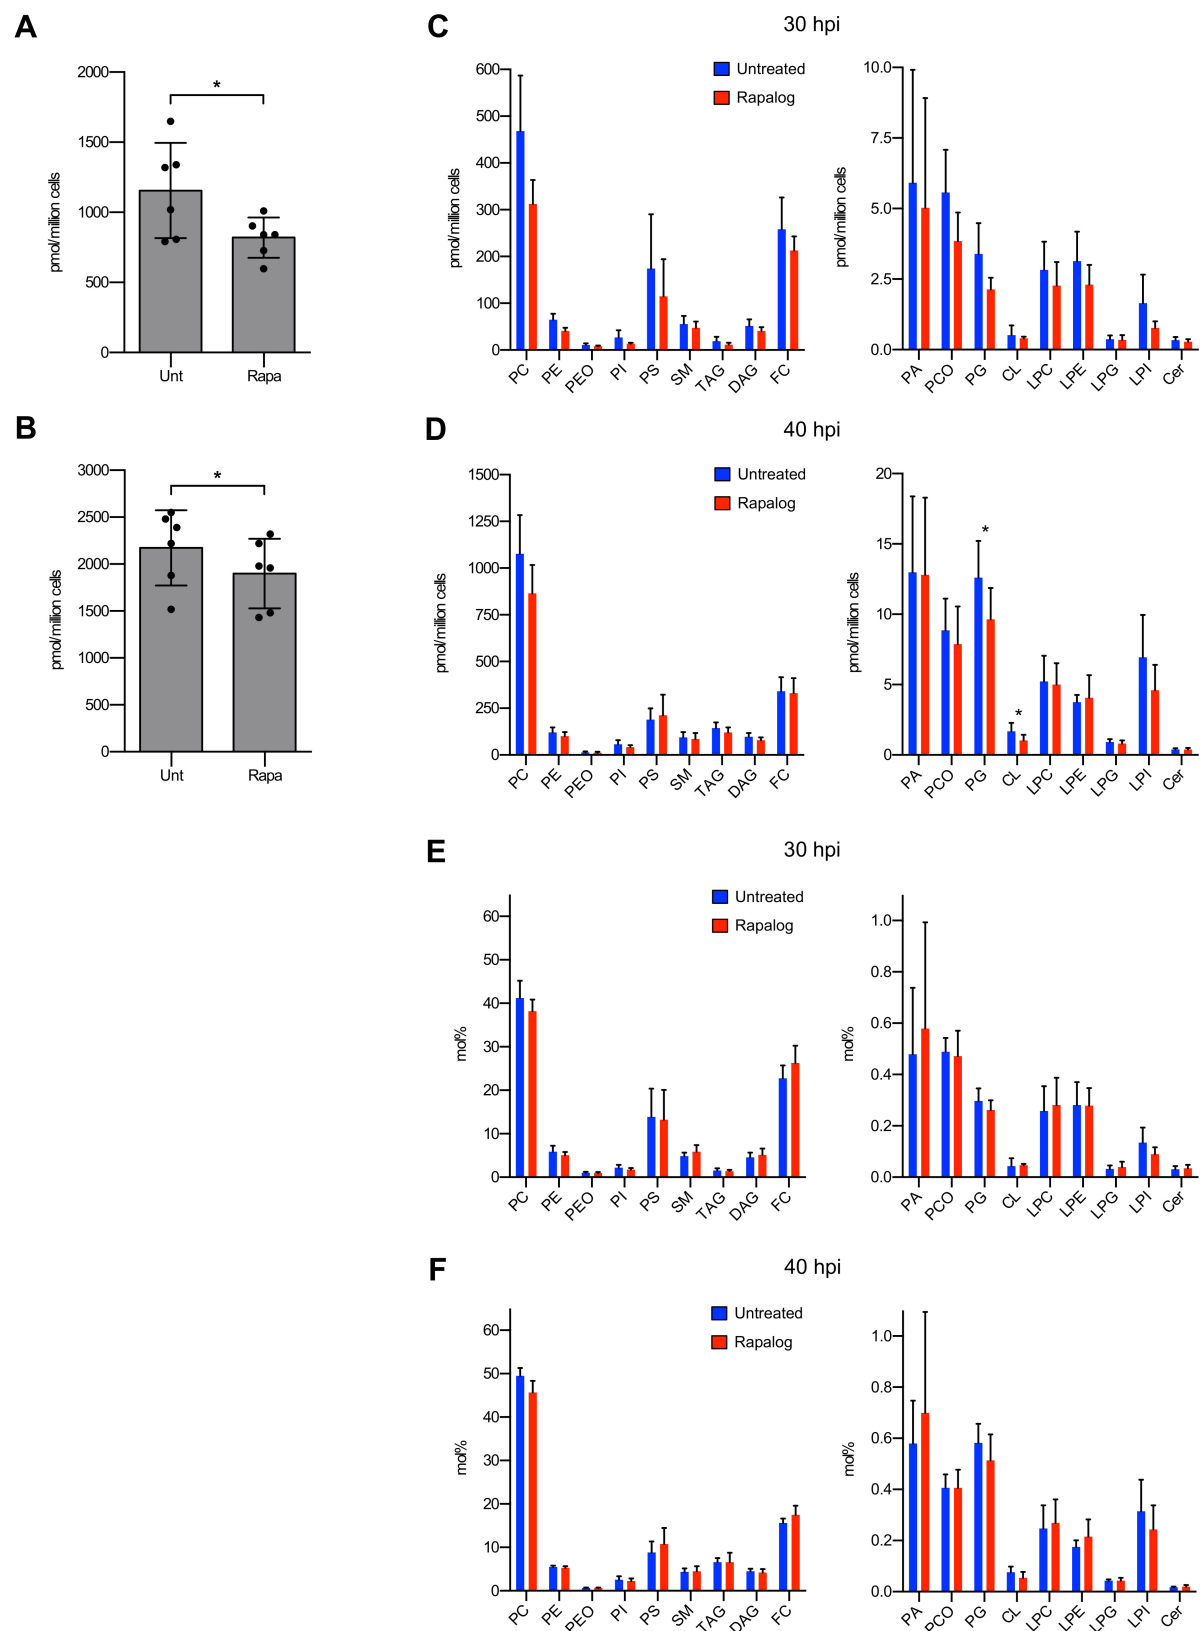 A
2000
1500
1000
500
0
pmol/million cells
*
Unt Rapa
B
3000
2500
2000
1500
1000
500
0
pmol/million cells
*
Unt Rapa
C
30 hpi
Untreated
Rapalog
600
500
400
300
200
100
0
pmol/million cells
PC PE PEO PI PS SM TAG DAG FC
10.0
7.5
5.0
2.5
0.0
pmol/million cells
PA PCO PG CL LPC LPE LPG LPI Cer
D
40 hpi
Untreated
Rapalog
1500
1250
1000
750
500
250
0
pmol/million cells
PC PE PEO PI PS SM TAG DAG FC
20
15
10
5
0
pmol/million cells
*
*
PA PCO PG CL LPC LPE LPG LPI Cer
E
30 hpi
Untreated
Rapalog
60
50
40
30
20
10
0
mol%
PC PE PEO PI PS SM TAG DAG FC
1.0
0.8
0.6
0.4
0.2
0.0
mol%
PA PCO PG CL LPC LPE LPG LPI Cer
F
40 hpi
Untreated
Rapalog
60
50
40
30
20
10
0
mol%
PC PE PEO PI PS SM TAG DAG FC
1.0
0.8
0.6
0.4
0.2
0.0
mol%
PA PCO PG CL LPC LPE LPG LPI Cer